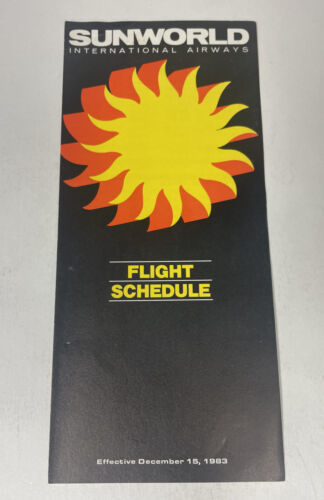 SUNWORLD
INTERNATIONAL AIRWAYS
FLIGHT
SCHEDULE
Effective December 15, 1983